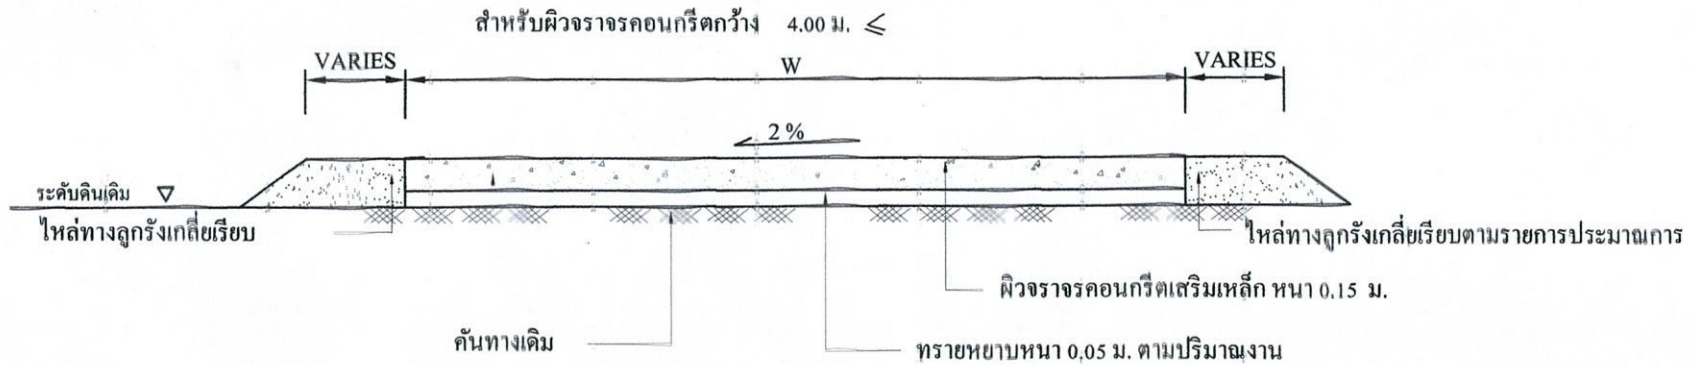 สำหรับผิวจราจรคอนกรีตกว้าง 4.00 ม. ≤
VARIES
W
VARIES
2 %
ระดับดินเดิม
ไหล่ทางลูกรังเกลี่ยเรียบ
ไหล่ทางลูกรังเกลี่ยเรียบตามรายการประมาณการ
ผิวจราจรคอนกรีตเสริมเหล็ก หนา 0.15 ม.
คันทางเดิม
ทรายหยาบหนา 0.05 ม. ตามปริมาณงาน